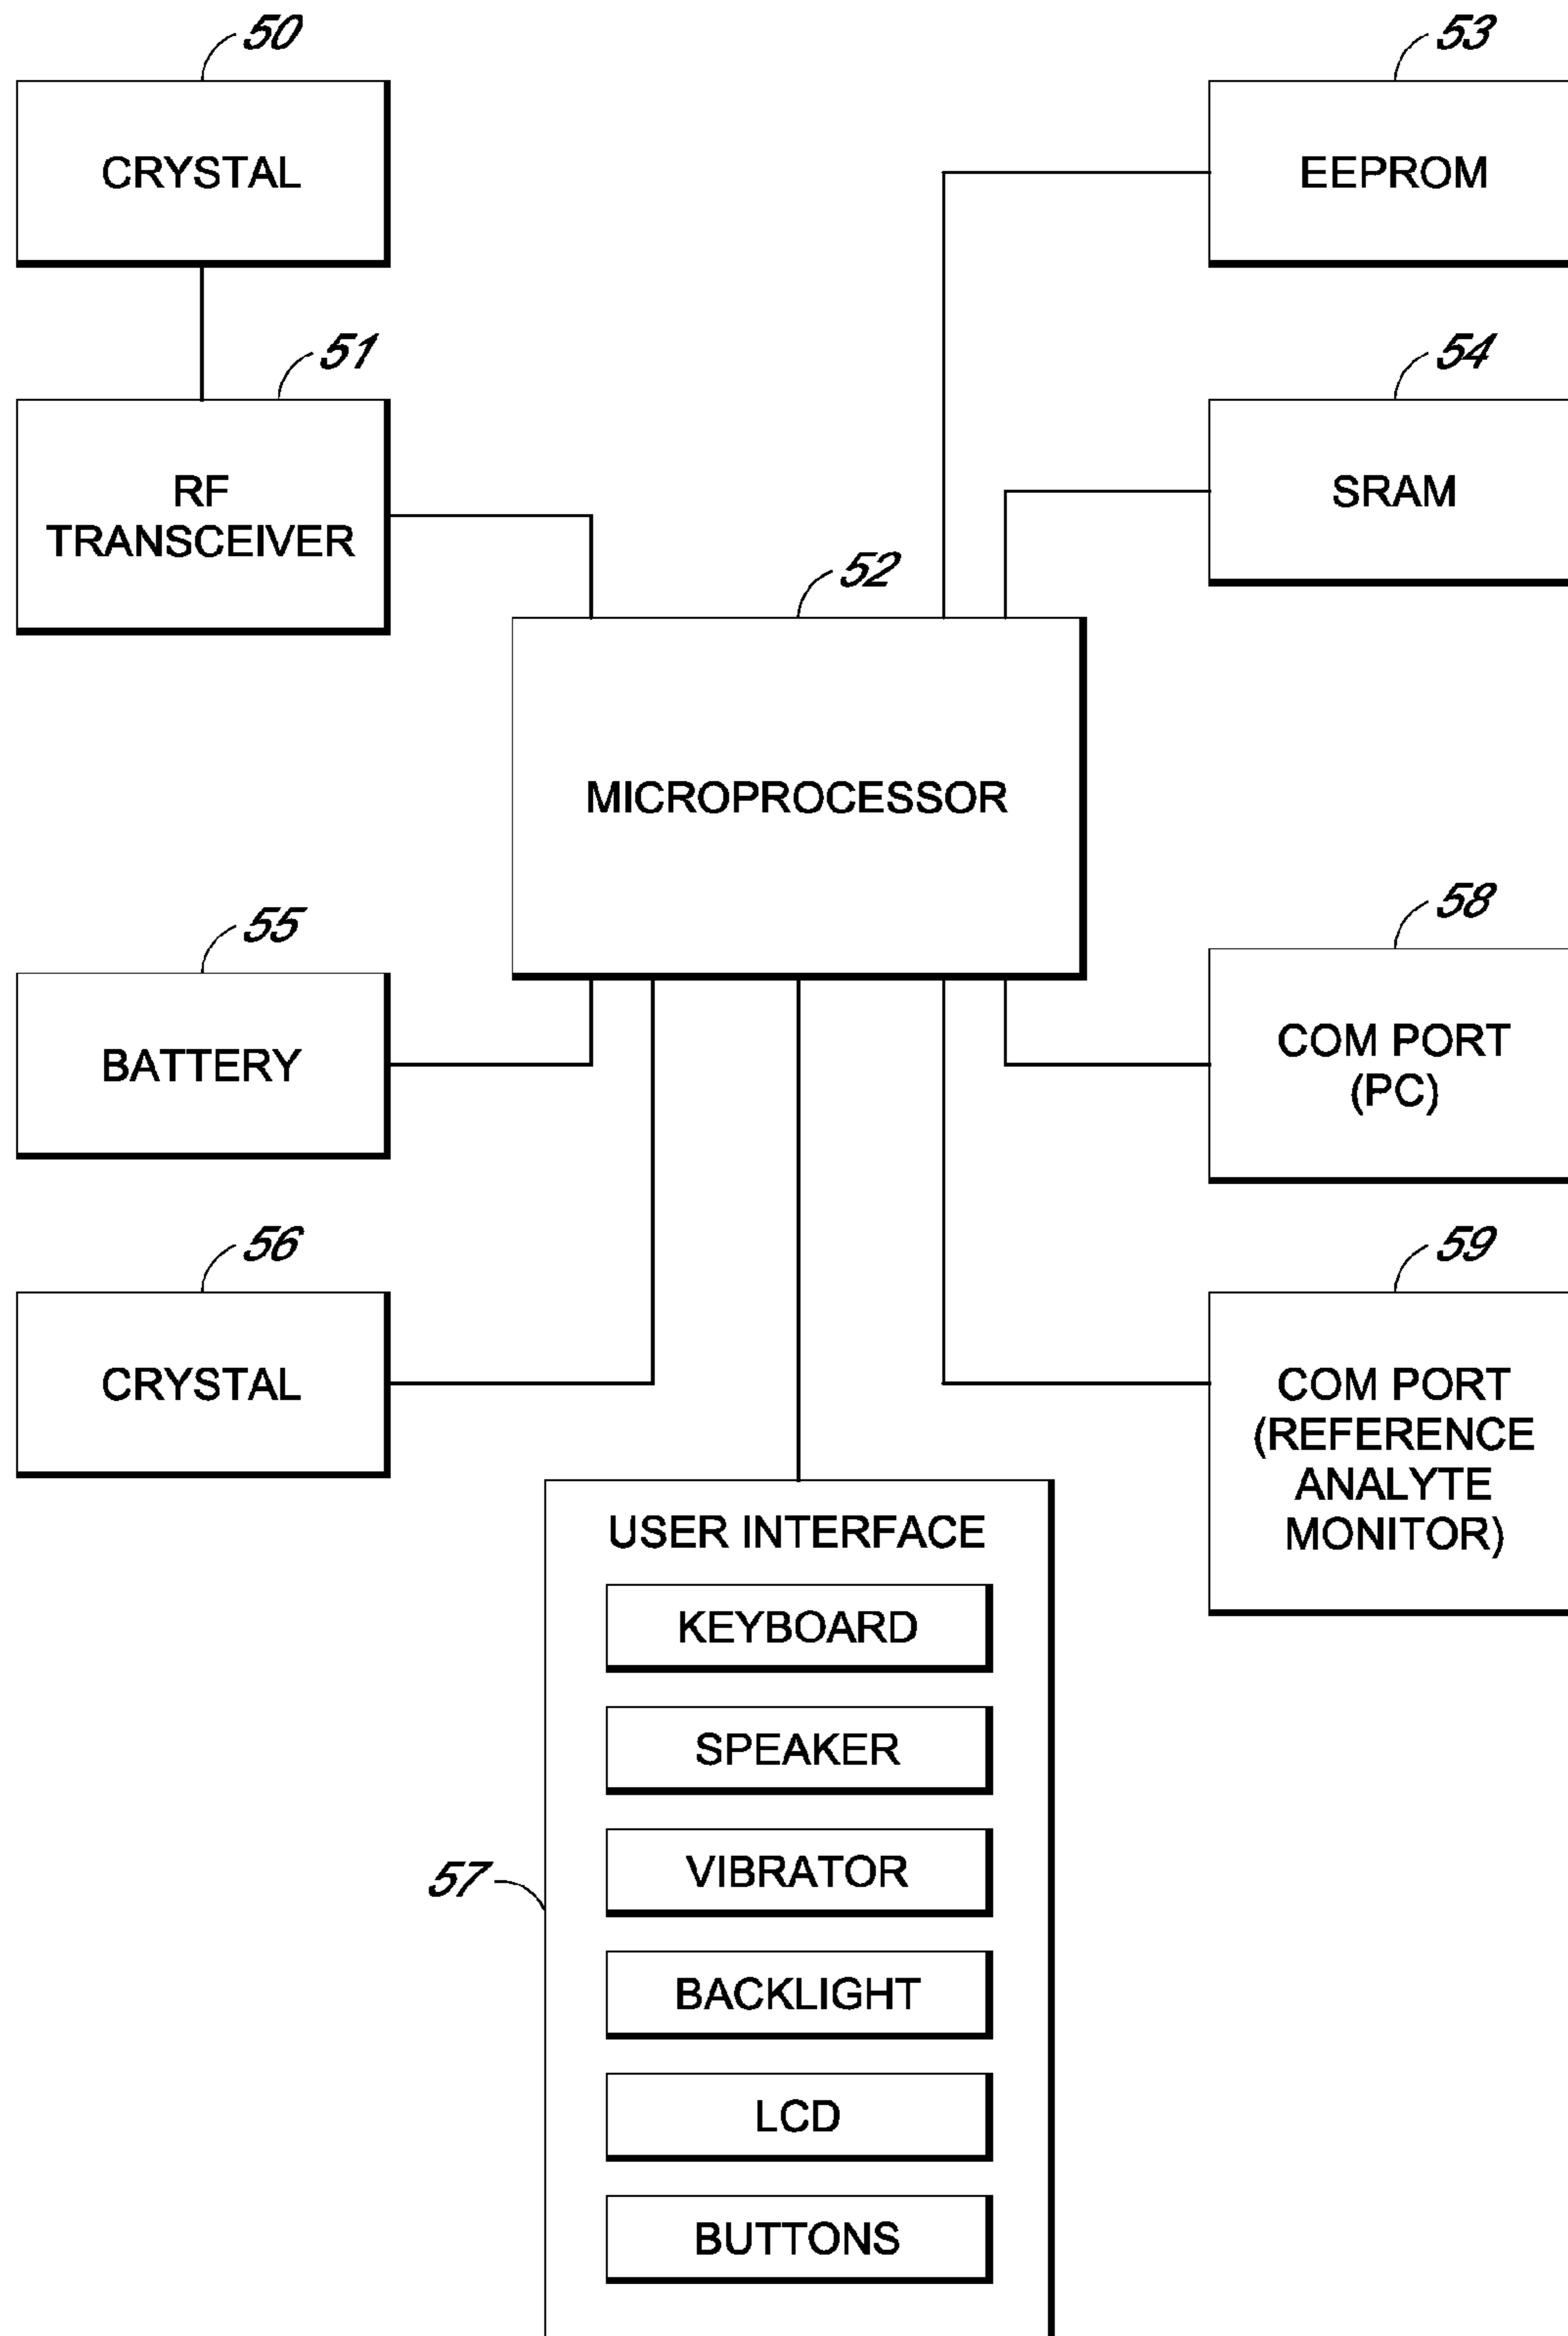 50
CRYSTAL
53
EEPROM
51
RF
TRANSCEIVER
54
SRAM
52
MICROPROCESSOR
55
BATTERY
58
COM PORT
(PC)
56
CRYSTAL
59
COM PORT
(REFERENCE
ANALYTE
MONITOR)
57
USER INTERFACE
KEYBOARD
SPEAKER
VIBRATOR
BACKLIGHT
LCD
BUTTONS